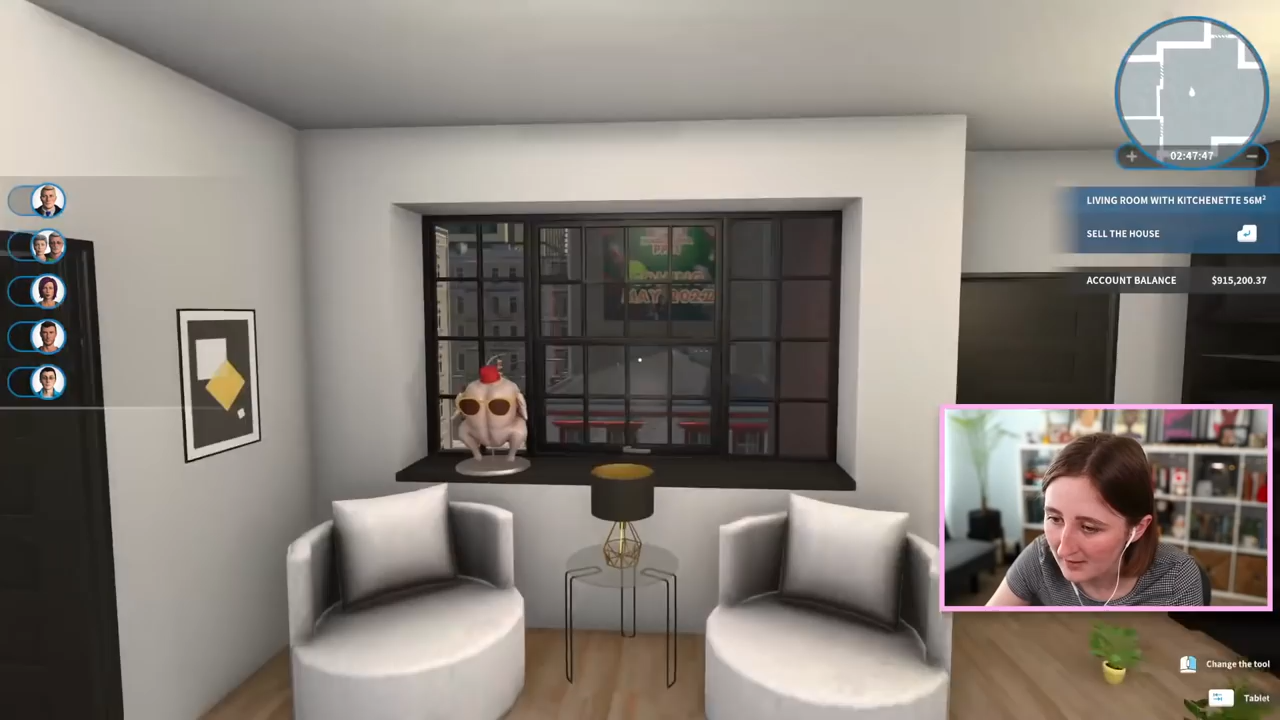 02:47:47
LIVING ROOM WITH KITCHENETTE 56M²
SELL THE HOUSE
ACCOUNT BALANCE $915,200.37
Change the tool
Tablet